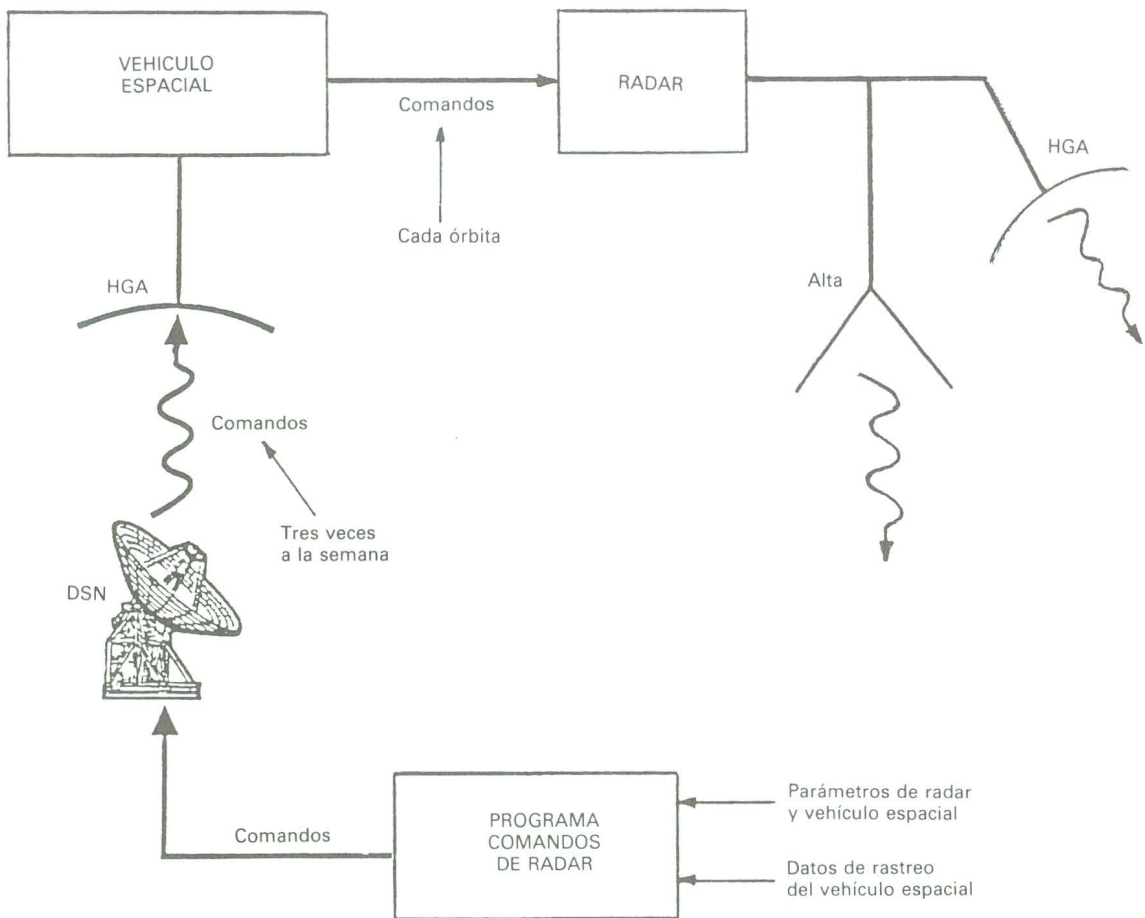 VEHICULO
ESPACIAL
Comandos
Cada órbita
RADAR
HGA
Alta
HGA
Comandos
Tres veces
a la semana
DSN
Comandos
PROGRAMA
COMANDOS
DE RADAR
Parámetros de radar
y vehículo espacial
Datos de rastreo
del vehículo espacial